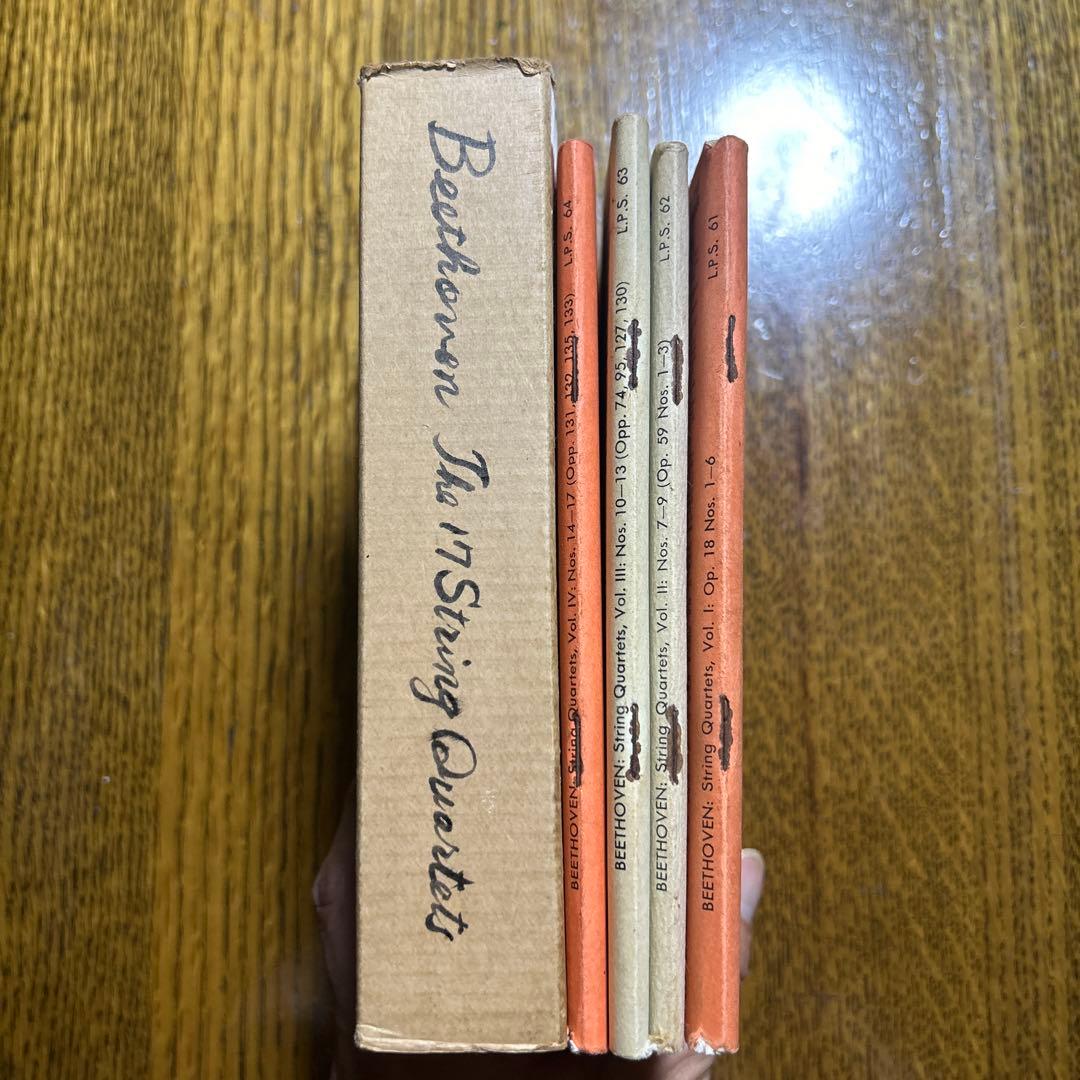 Beethoven The 17 String Quartets
BEETHOVEN: String Quartets, Vol. IV: Nos. 14—17 (Opp. 131, 132, 135, 133) L.P.S. 64
BEETHOVEN: String Quartets, Vol. III: Nos. 10—13 (Opp. 74, 95, 127, 130) L.P.S. 63
BEETHOVEN: String Quartets, Vol. II: Nos. 7—9 (Op. 59 Nos. 1—3) L.P.S. 62
BEETHOVEN: String Quartets, Vol. I: Op. 18 Nos. 1—6 L.P.S. 61